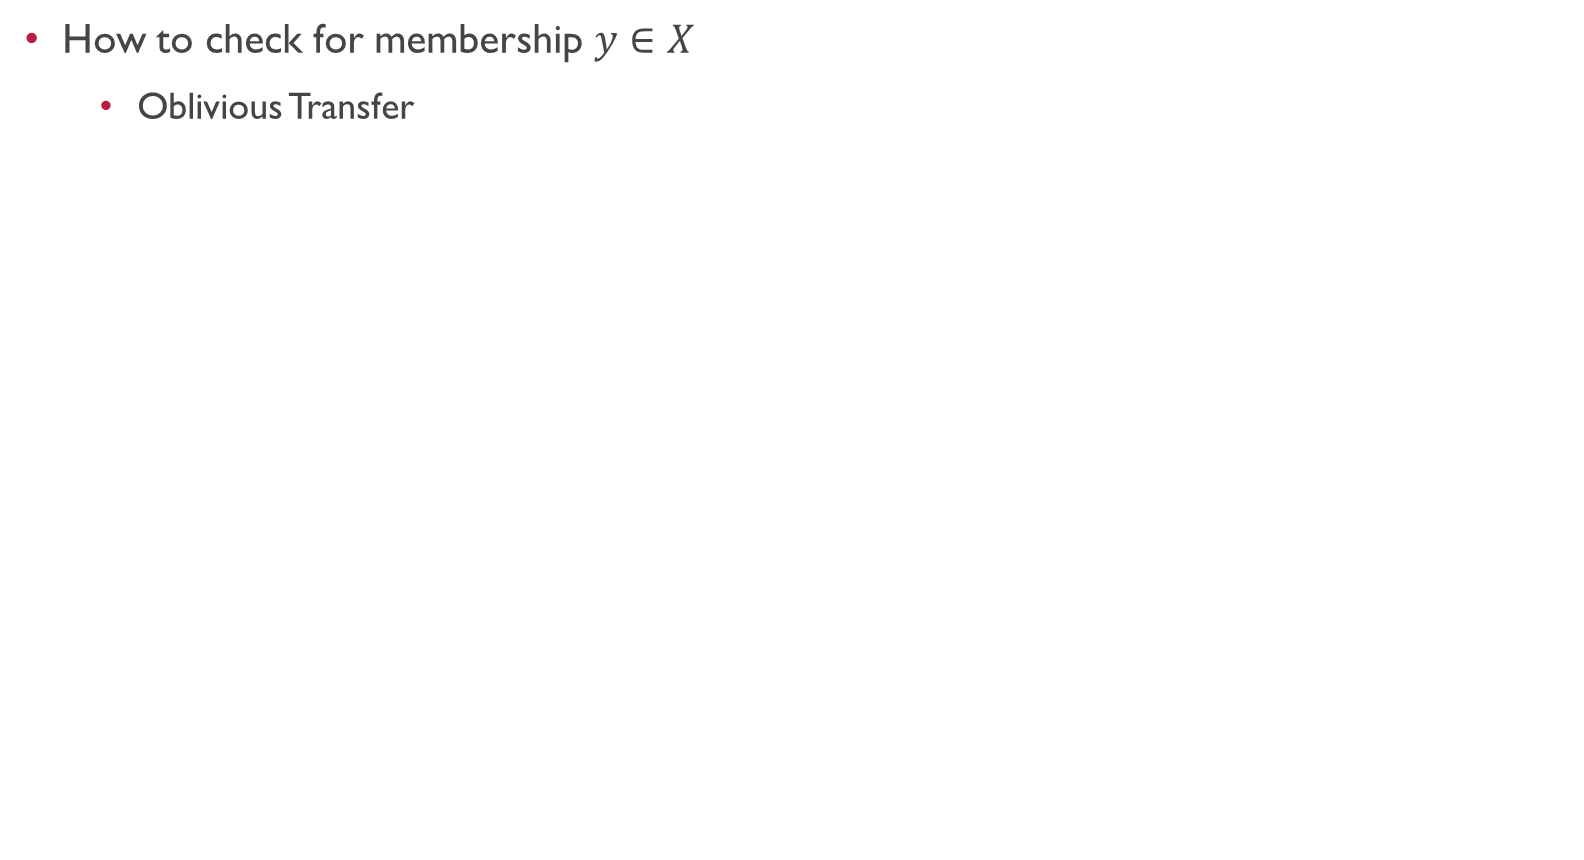 • How to check for membership y ∈ X
• Oblivious Transfer